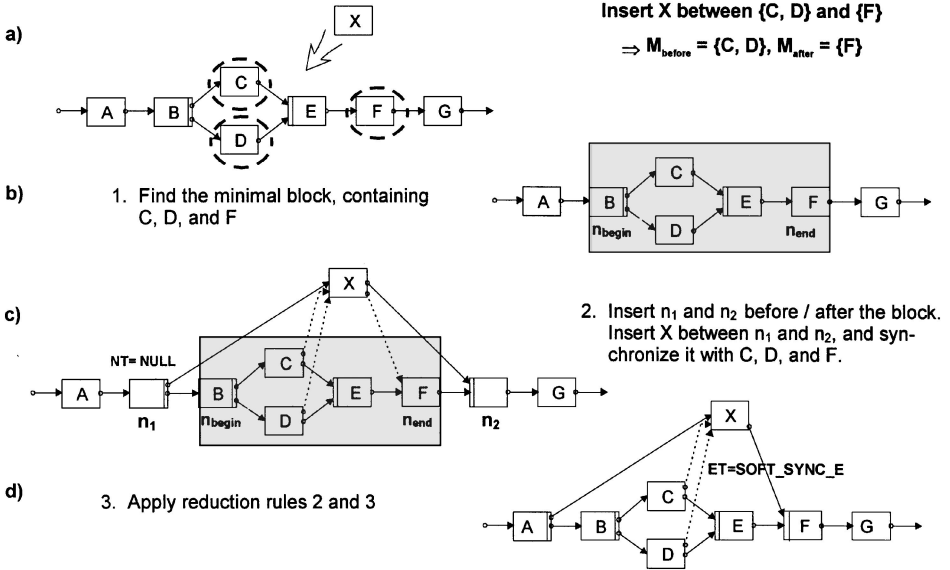 X
Insert X between {C, D} and {F}
⇒ Mbefore = {C, D}, Mafter = {F}
a)
C
A
B
E
F
G
D
b)
1. Find the minimal block, containing
C, D, and F
C
A
B
E
F
G
D
nbegin
nend
X
c)
2. Insert n1 and n2 before / after the block.
Insert X between n1 and n2, and syn-
chronize it with C, D, and F.
NT= NULL
C
A
B
E
F
G
D
n1
nbegin
nend
n2
X
ET=SOFT_SYNC_E
d)
3. Apply reduction rules 2 and 3
C
A
B
E
F
G
D